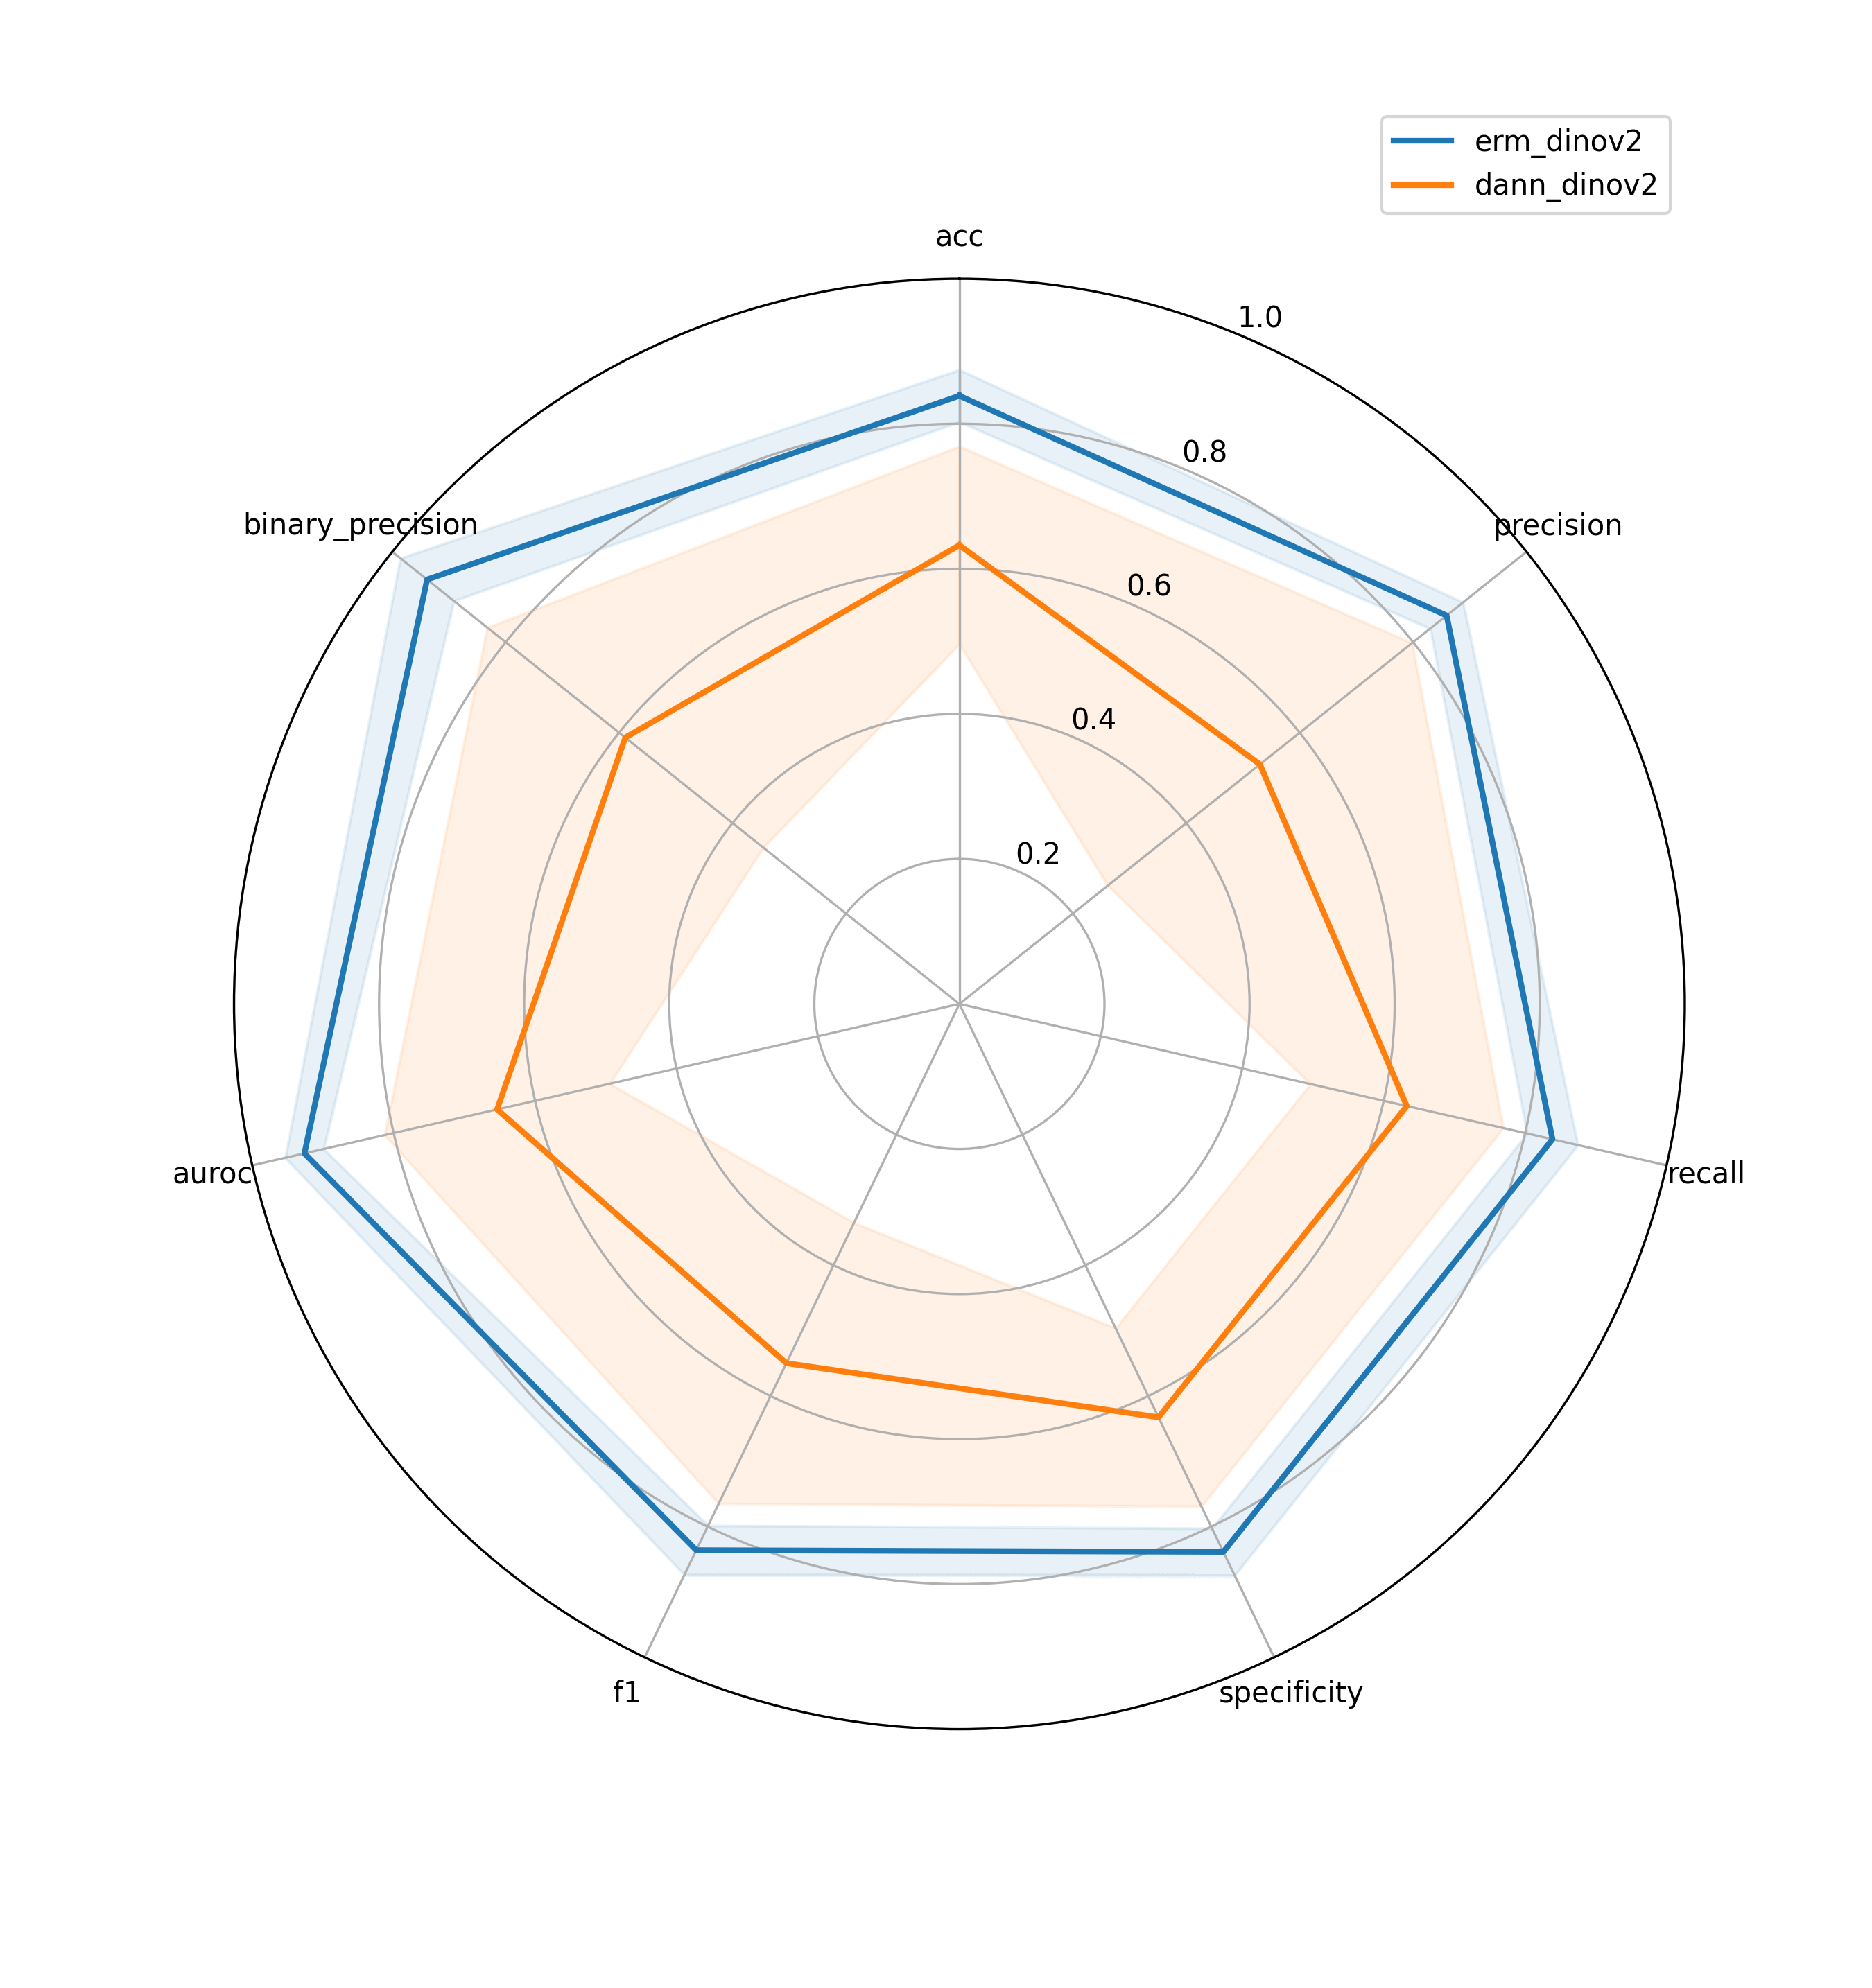 erm_dinov2
dann_dinov2
acc
1.0
0.8
binary_precision
precision
0.6
0.4
0.2
auroc
recall
f1
specificity